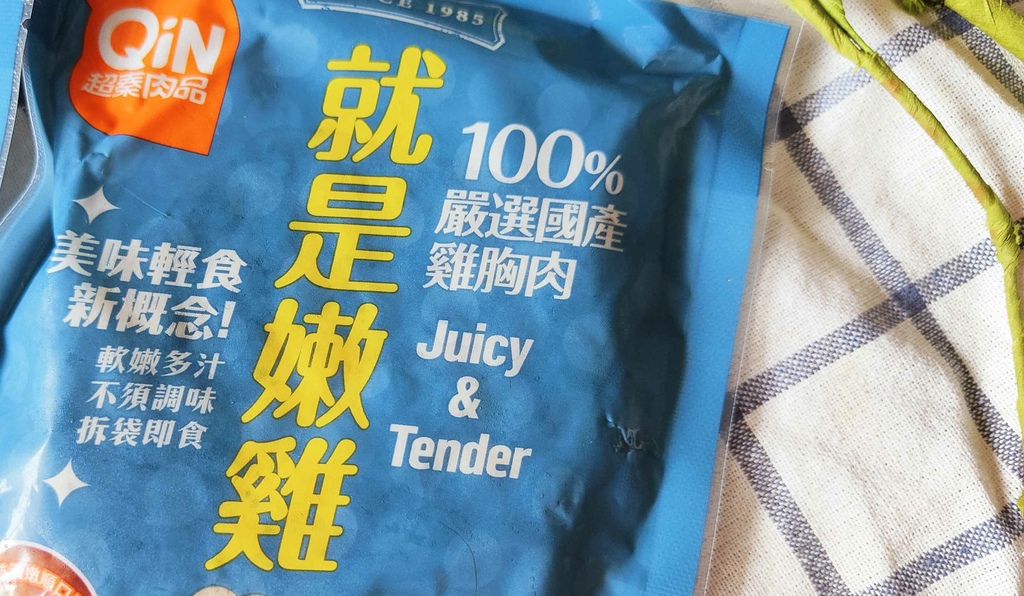 SINCE 1985
QiN
超秦肉品
就是嫩雞
100%
嚴選國產
雞胸肉
Juicy
&
Tender
美味輕食
新概念!
軟嫩多汁
不須調味
拆袋即食